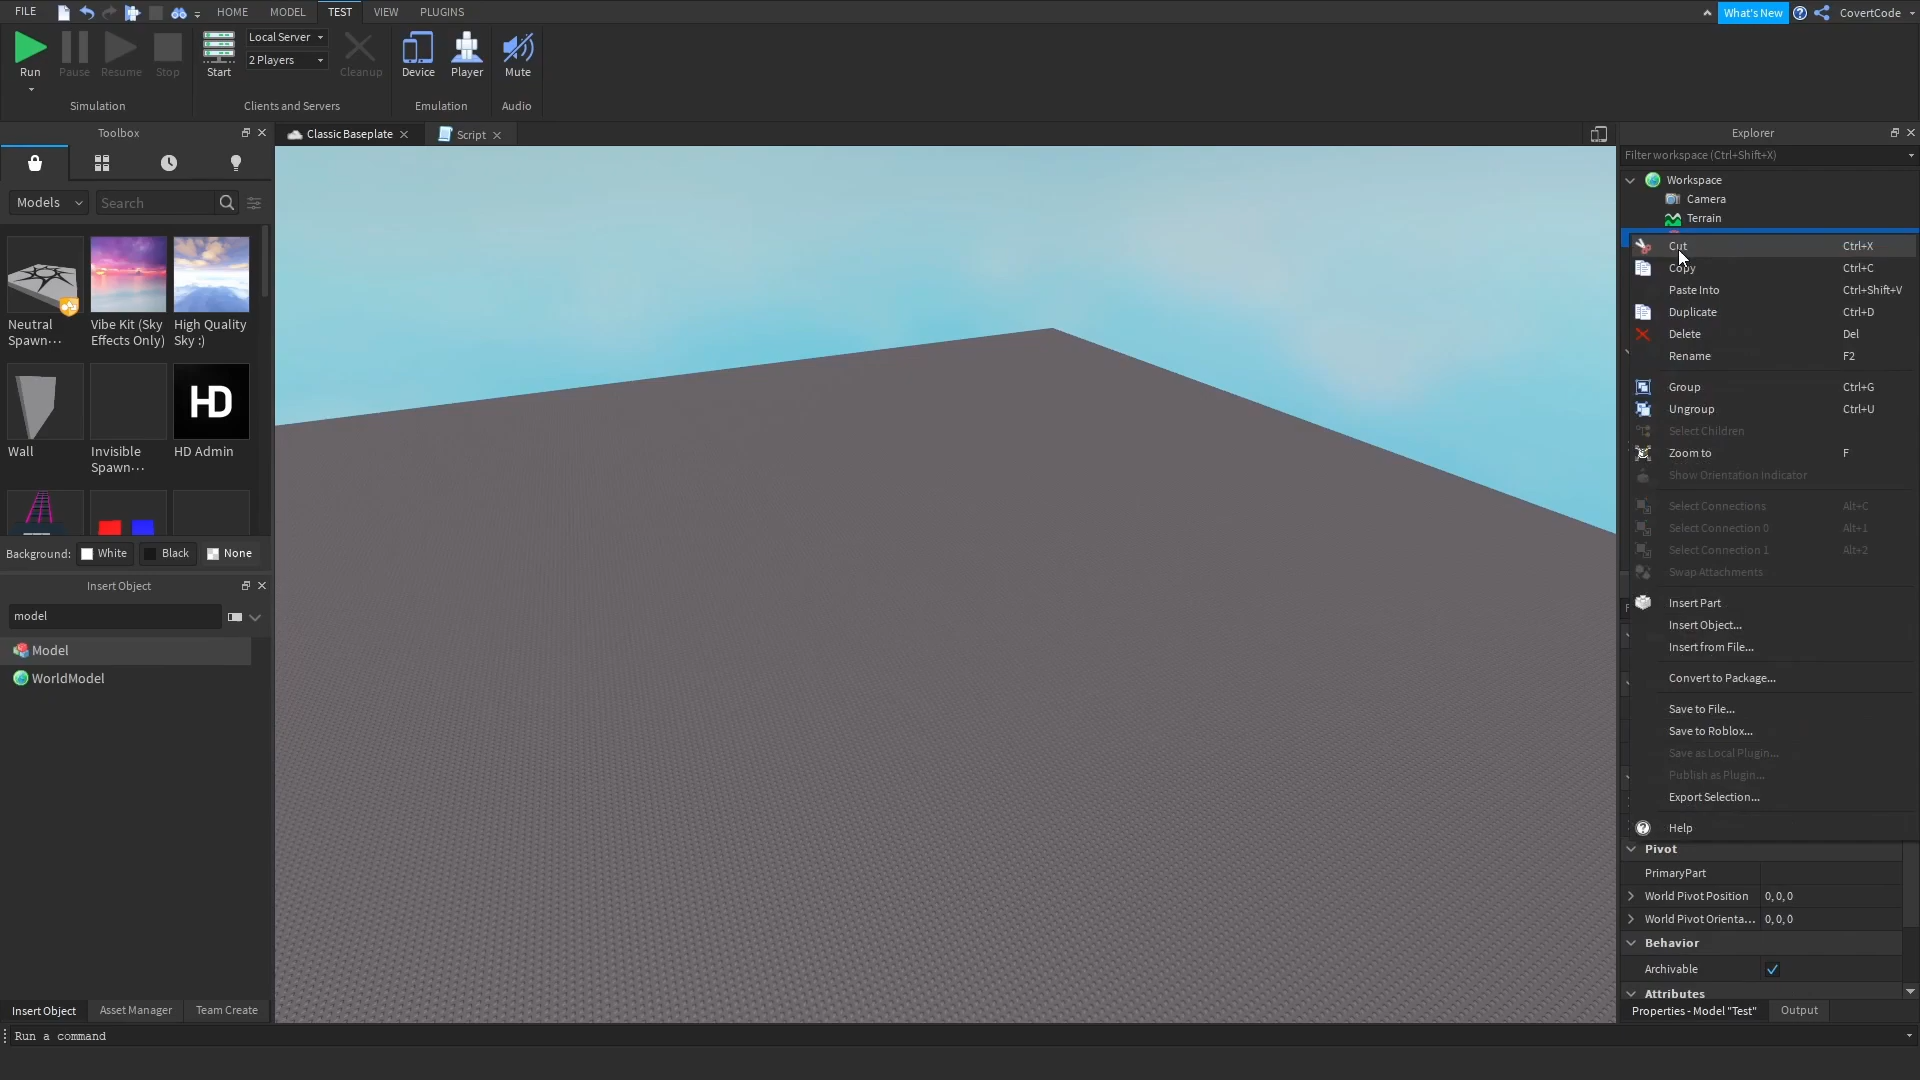 FILE
HOME
MODEL
TEST
VIEW
PLUGINS
What's New
CovertCode
Run
Pause
Resume
Stop
Simulation
Start
Local Server
2 Players
Cleanup
Clients and Servers
Device
Player
Emulation
Mute
Audio
Toolbox
Models
Search
Neutral
Spawn···
Vibe Kit (Sky
Effects Only)
High Quality
Sky :)
Wall
Invisible
Spawn···
HD
HD Admin
Background:
White
Black
None
Insert Object
model
Model
WorldModel
Insert Object
Asset Manager
Team Create
Run a command
Classic Baseplate
Script
Explorer
Filter workspace (Ctrl+Shift+X)
Workspace
Camera
Terrain
Cut Ctrl+X
Copy Ctrl+C
Paste Into Ctrl+Shift+V
Duplicate Ctrl+D
Delete Del
Rename F2
Group Ctrl+G
Ungroup Ctrl+U
Select Children
Zoom to F
Show Orientation Indicator
Select Connections Alt+C
Select Connection 0 Alt+1
Select Connection 1 Alt+2
Swap Attachments
Insert Part
Insert Object...
Insert from File...
Convert to Package...
Save to File...
Save to Roblox...
Save as Local Plugin...
Publish as Plugin...
Export Selection...
Help
Pivot
PrimaryPart
World Pivot Position 0, 0, 0
World Pivot Orienta... 0, 0, 0
Behavior
Archivable
Attributes
Properties - Model "Test"
Output